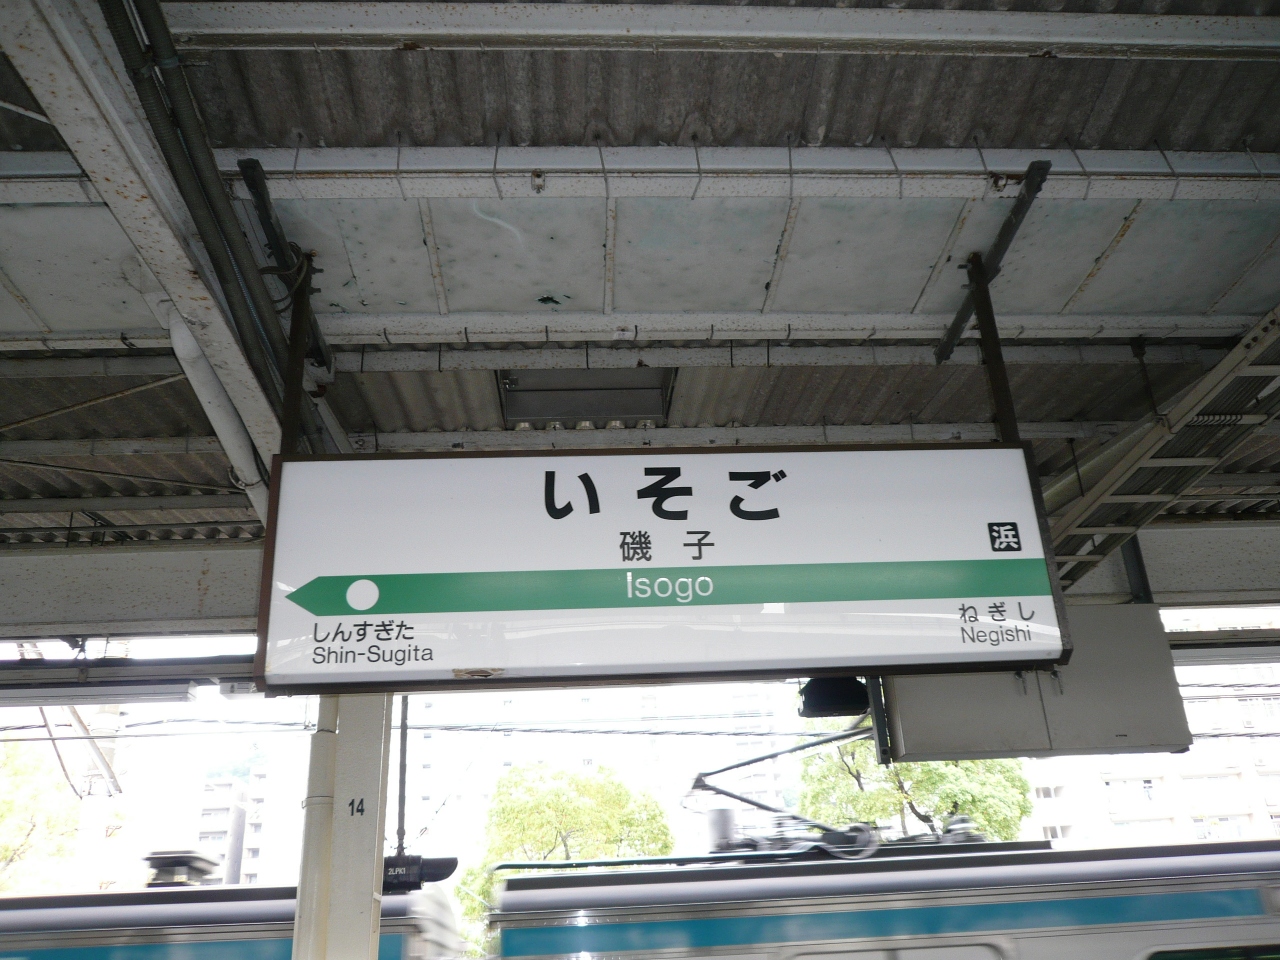 いそご
磯子
浜
Isogo
しんすぎた
Shin-Sugita
ねぎし
Negishi
14
2LPK1